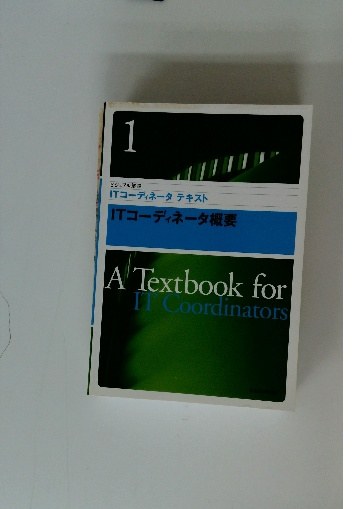 1
ITコーディネータ テキスト
ITコーディネータ概要
A Textbook for
IT Coordinators